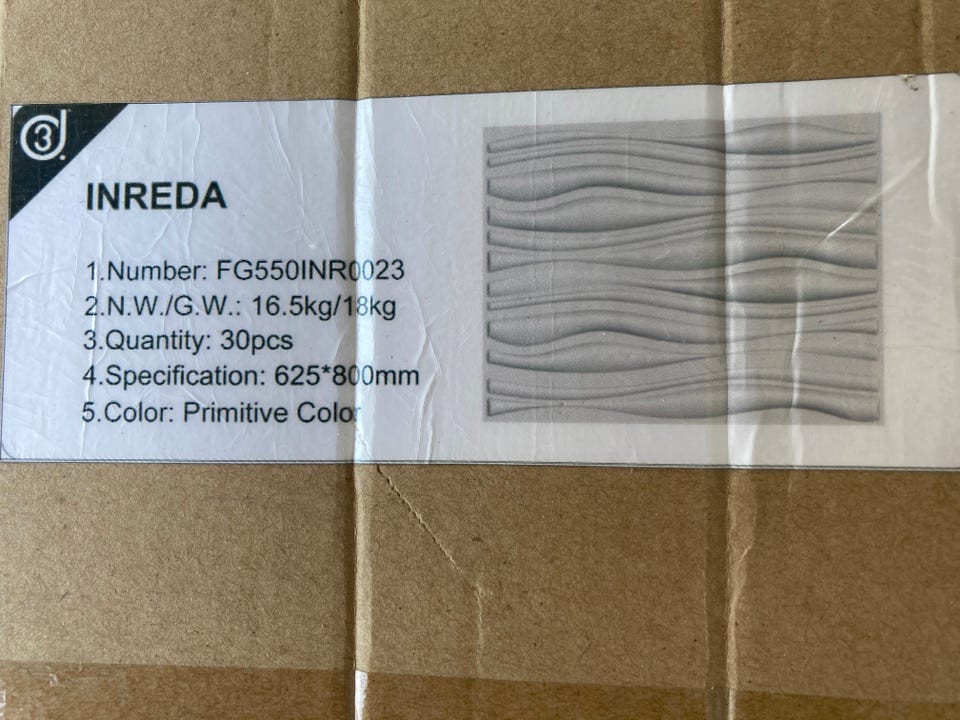 3d
INREDA
1.Number: FG550INR0023
2.N.W./G.W.: 16.5kg/18kg
3.Quantity: 30pcs
4.Specification: 625*800mm
5.Color: Primitive Color